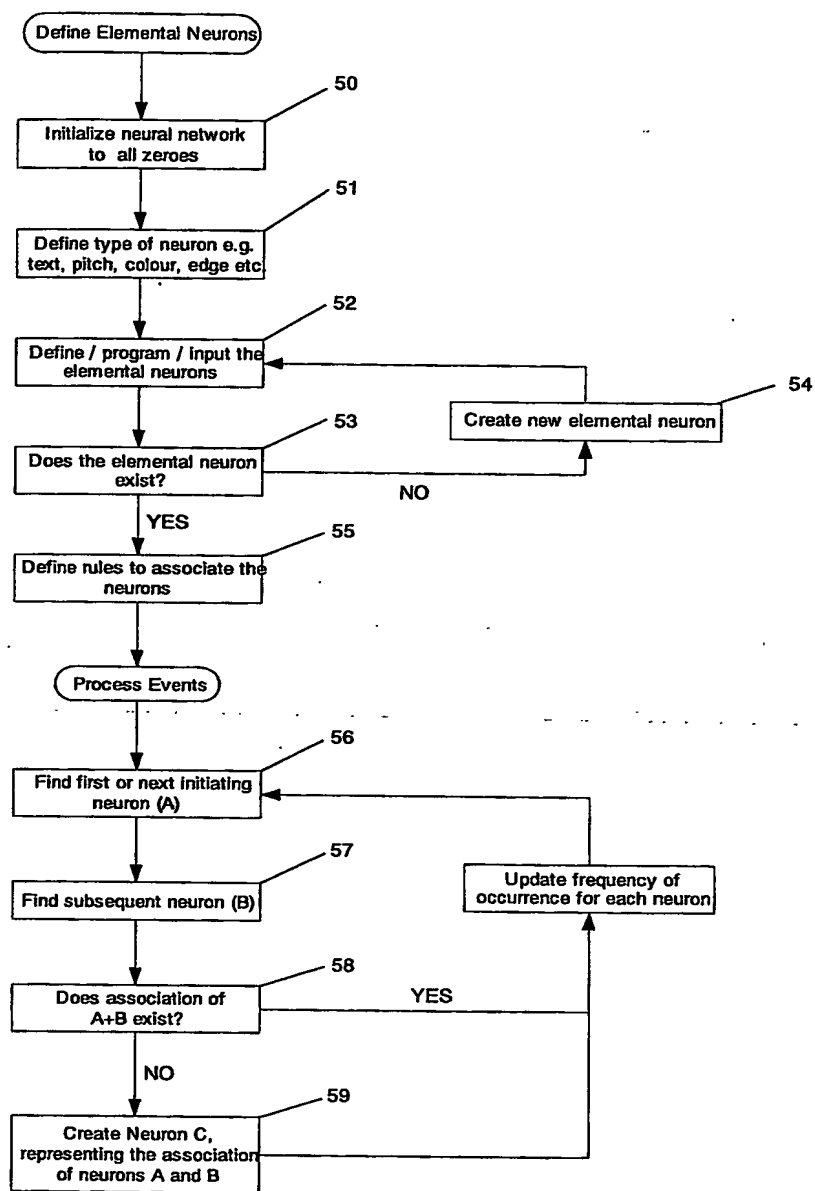 Define Elemental Neurons
50
Initialize neural network
to all zeroes
51
Define type of neuron e.g.
text, pitch, colour, edge etc.
52
Define / program / input the
elemental neurons
54
Create new elemental neuron
53
Does the elemental neuron
exist?
NO
YES
55
Define rules to associate the
neurons
Process Events
56
Find first or next initiating
neuron (A)
57
Find subsequent neuron (B)
Update frequency of
occurrence for each neuron
58
Does association of
A+B exist?
YES
NO
59
Create Neuron C,
representing the association
of neurons A and B